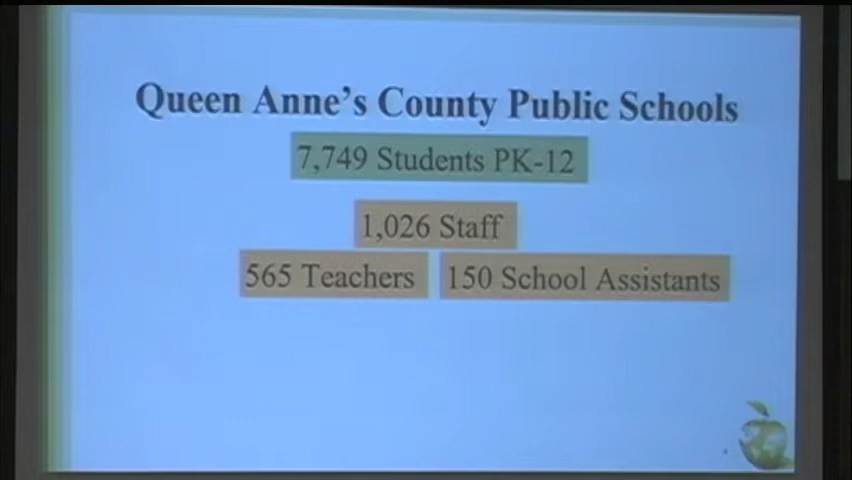 Queen Anne's County Public Schools
7,749 Students PK-12
1,026 Staff
565 Teachers 150 School Assistants